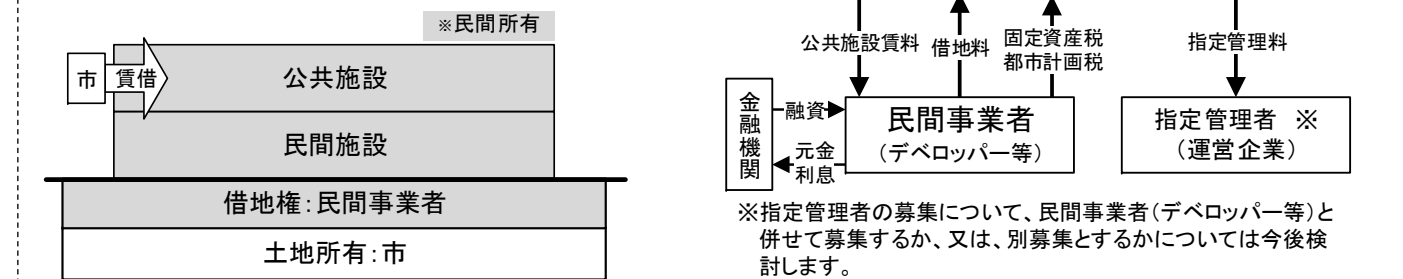 ※民間所有
市
賃借
公共施設
民間施設
借地権:民間事業者
土地所有:市
公共施設賃料
借地料
固定資産税
都市計画税
指定管理料
金融機関
融資
元金
利息
民間事業者
(デベロッパー等)
指定管理者 ※
(運営企業)
※指定管理者の募集について、民間事業者(デベロッパー等)と
併せて募集するか、又は、別募集とするかについては今後検
討します。